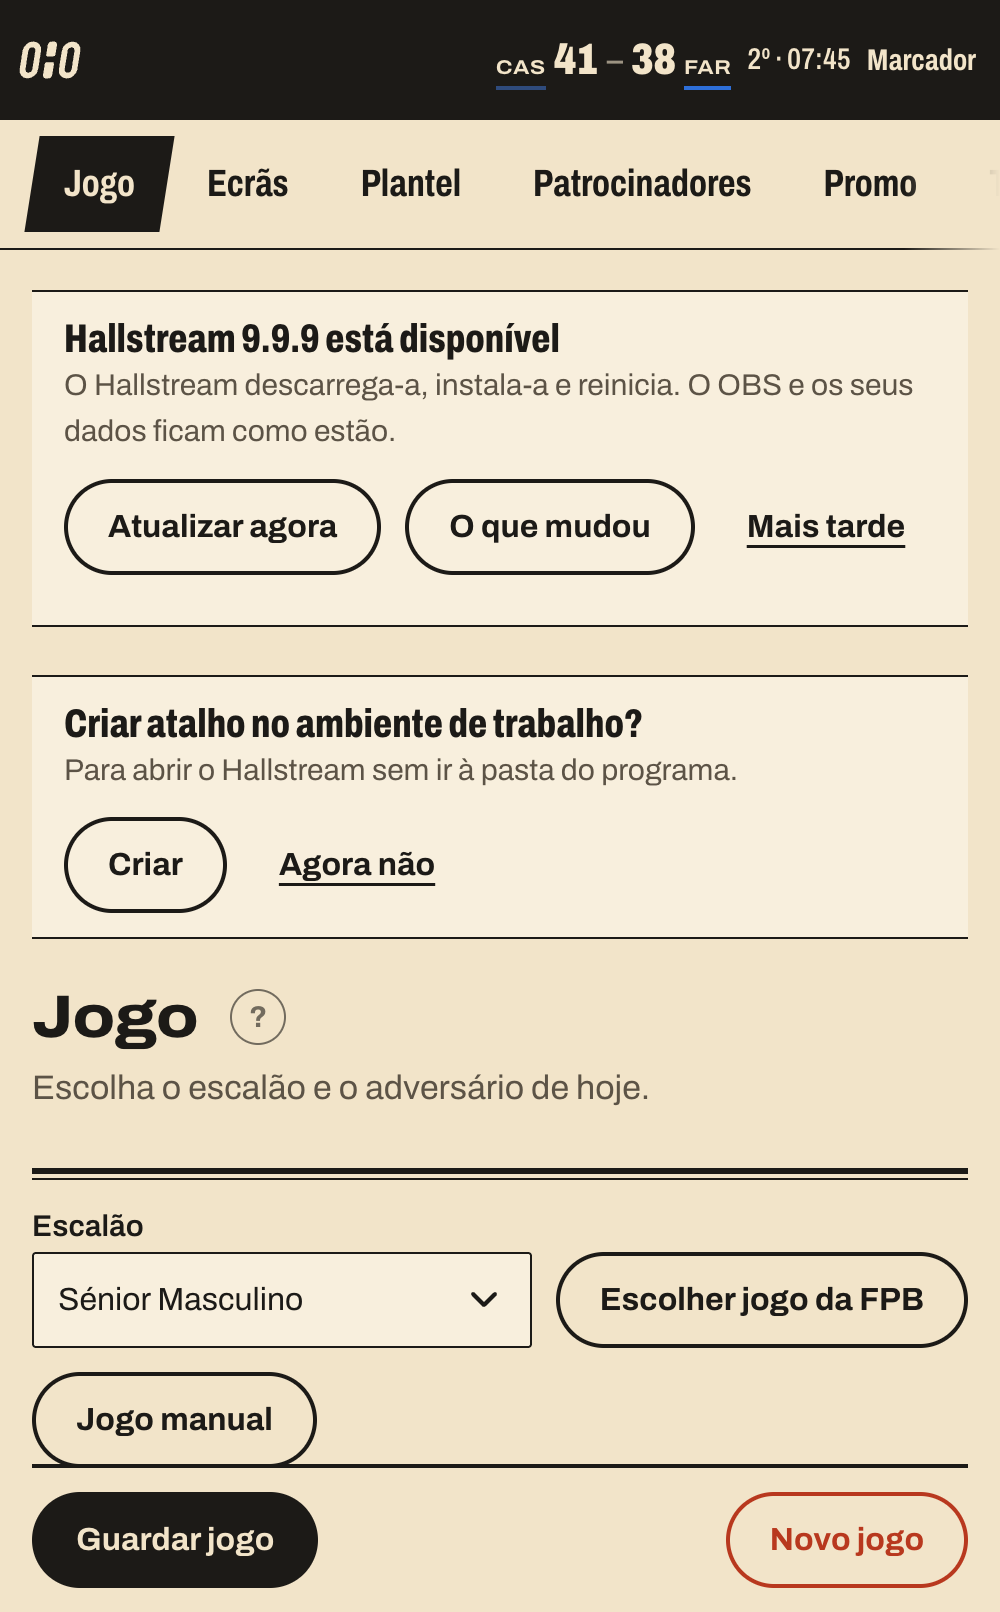 0:0
CAS 41 – 38 FAR 2º · 07:45 Marcador
Jogo Ecrãs Plantel Patrocinadores Promo
Hallstream 9.9.9 está disponível
O Hallstream descarrega-a, instala-a e reinicia. O OBS e os seus
dados ficam como estão.
Atualizar agora O que mudou Mais tarde
Criar atalho no ambiente de trabalho?
Para abrir o Hallstream sem ir à pasta do programa.
Criar Agora não
Jogo ?
Escolha o escalão e o adversário de hoje.
Escalão
Sénior Masculino Escolher jogo da FPB
Jogo manual
Guardar jogo Novo jogo